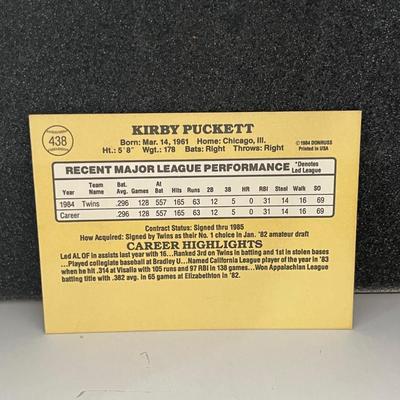 438
KIRBY PUCKETT
Born: Mar. 14, 1961 Home: Chicago, Ill.
Ht.: 5'8" Wgt.: 178 Bats: Right Throws: Right
©1984 DONRUSS
Printed in USA
RECENT MAJOR LEAGUE PERFORMANCE *Denotes Led League
Year Team Name Bat. Avg. Games At Bat Hits Runs 2B 3B HR RBI Steal Walk SO
1984 Twins .296 128 557 165 63 12 5 0 31 14 16 69
Career .296 128 557 165 63 12 5 0 31 14 16 69
Contract Status: Signed thru 1985
How Acquired: Signed by Twins as their No. 1 choice in Jan. '82 amateur draft
CAREER HIGHLIGHTS
Led AL OF in assists last year with 16...Ranked 3rd on Twins in batting and 1st in stolen bases
...Played collegiate baseball at Bradley U...Named California League player of the year in '83
when he hit .314 at Visalia with 105 runs and 97 RBI in 138 games...Won Appalachian League
batting title with .382 avg. in 65 games at Elizabethton in '82.